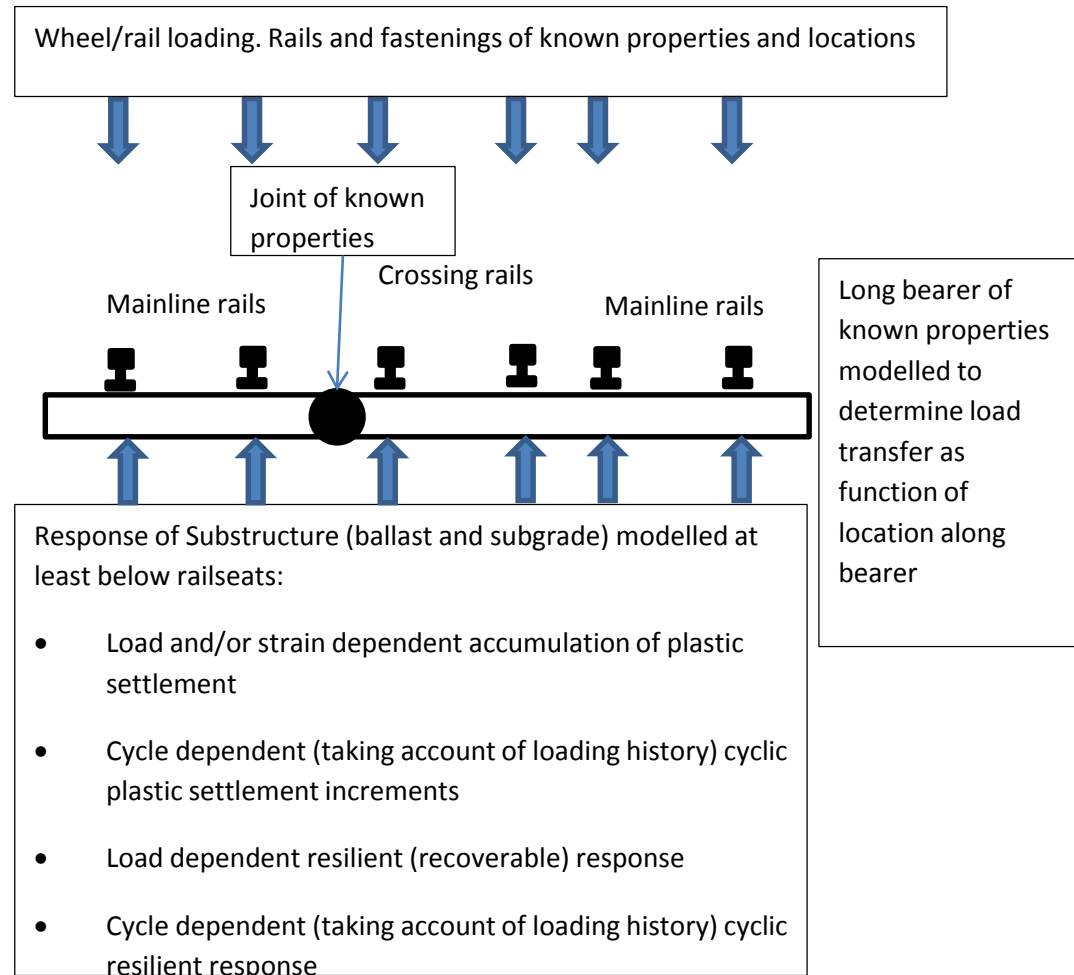 Wheel/rail loading. Rails and fastenings of known properties and locations
Joint of known
properties
Crossing rails
Mainline rails
Mainline rails
Long bearer of
known properties
modelled to
determine load
transfer as
function of
location along
bearer
Response of Substructure (ballast and subgrade) modelled at
least below railseats:
• Load and/or strain dependent accumulation of plastic
settlement
• Cycle dependent (taking account of loading history) cyclic
plastic settlement increments
• Load dependent resilient (recoverable) response
• Cycle dependent (taking account of loading history) cyclic
resilient response